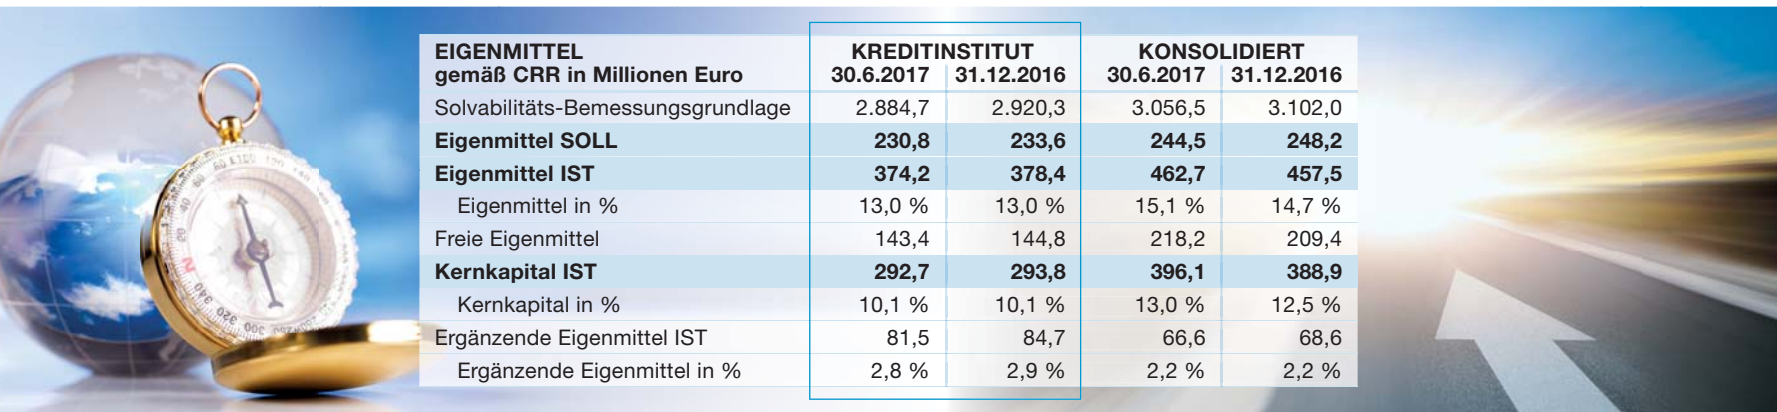 EIGENMITTEL KREDITINSTITUT KONSOLIDIERT
gemäß CRR in Millionen Euro 30.6.2017 31.12.2016 30.6.2017 31.12.2016
Solvabilitäts-Bemessungsgrundlage 2.884,7 2.920,3 3.056,5 3.102,0
Eigenmittel SOLL 230,8 233,6 244,5 248,2
Eigenmittel IST 374,2 378,4 462,7 457,5
Eigenmittel in % 13,0 % 13,0 % 15,1 % 14,7 %
Freie Eigenmittel 143,4 144,8 218,2 209,4
Kernkapital IST 292,7 293,8 396,1 388,9
Kernkapital in % 10,1 % 10,1 % 13,0 % 12,5 %
Ergänzende Eigenmittel IST 81,5 84,7 66,6 68,6
Ergänzende Eigenmittel in % 2,8 % 2,9 % 2,2 % 2,2 %